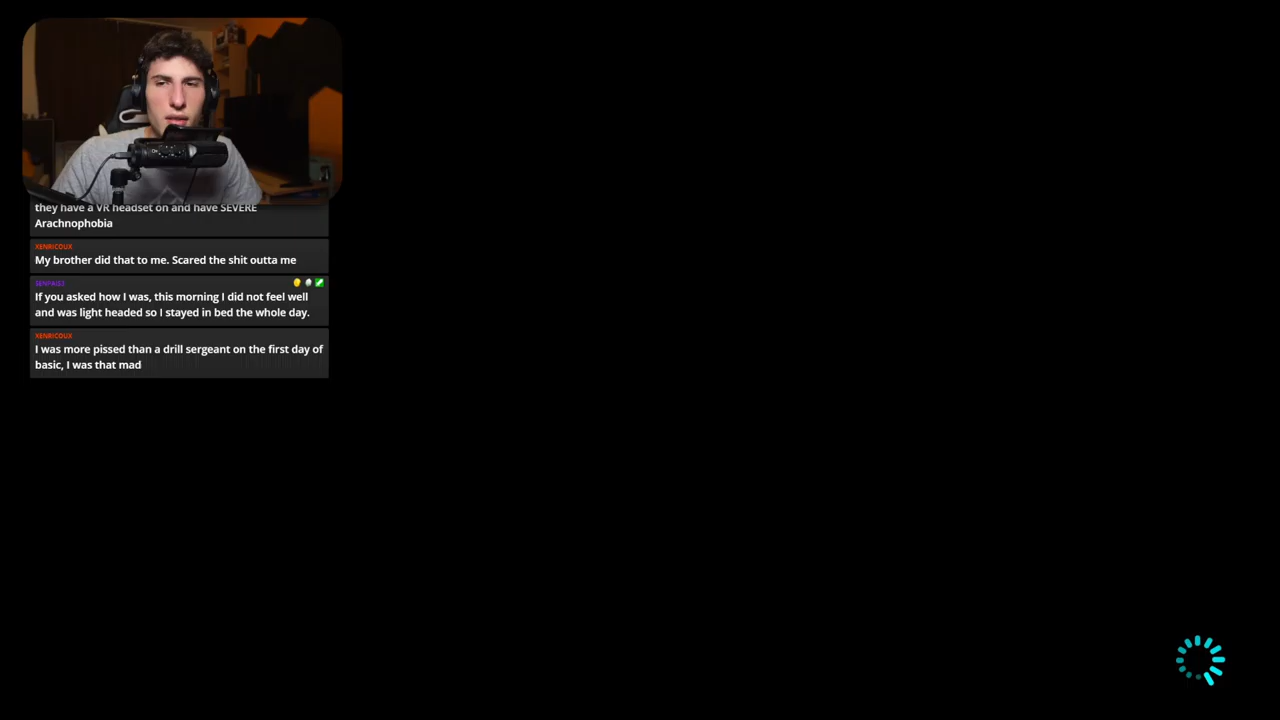 they have a VR headset on and have SEVERE
Arachnophobia
XENRICOUX
My brother did that to me. Scared the shit outta me
If you asked how I was, this morning I did not feel well
and was light headed so I stayed in bed the whole day.
XENRICOUX
I was more pissed than a drill sergeant on the first day of
basic, I was that mad